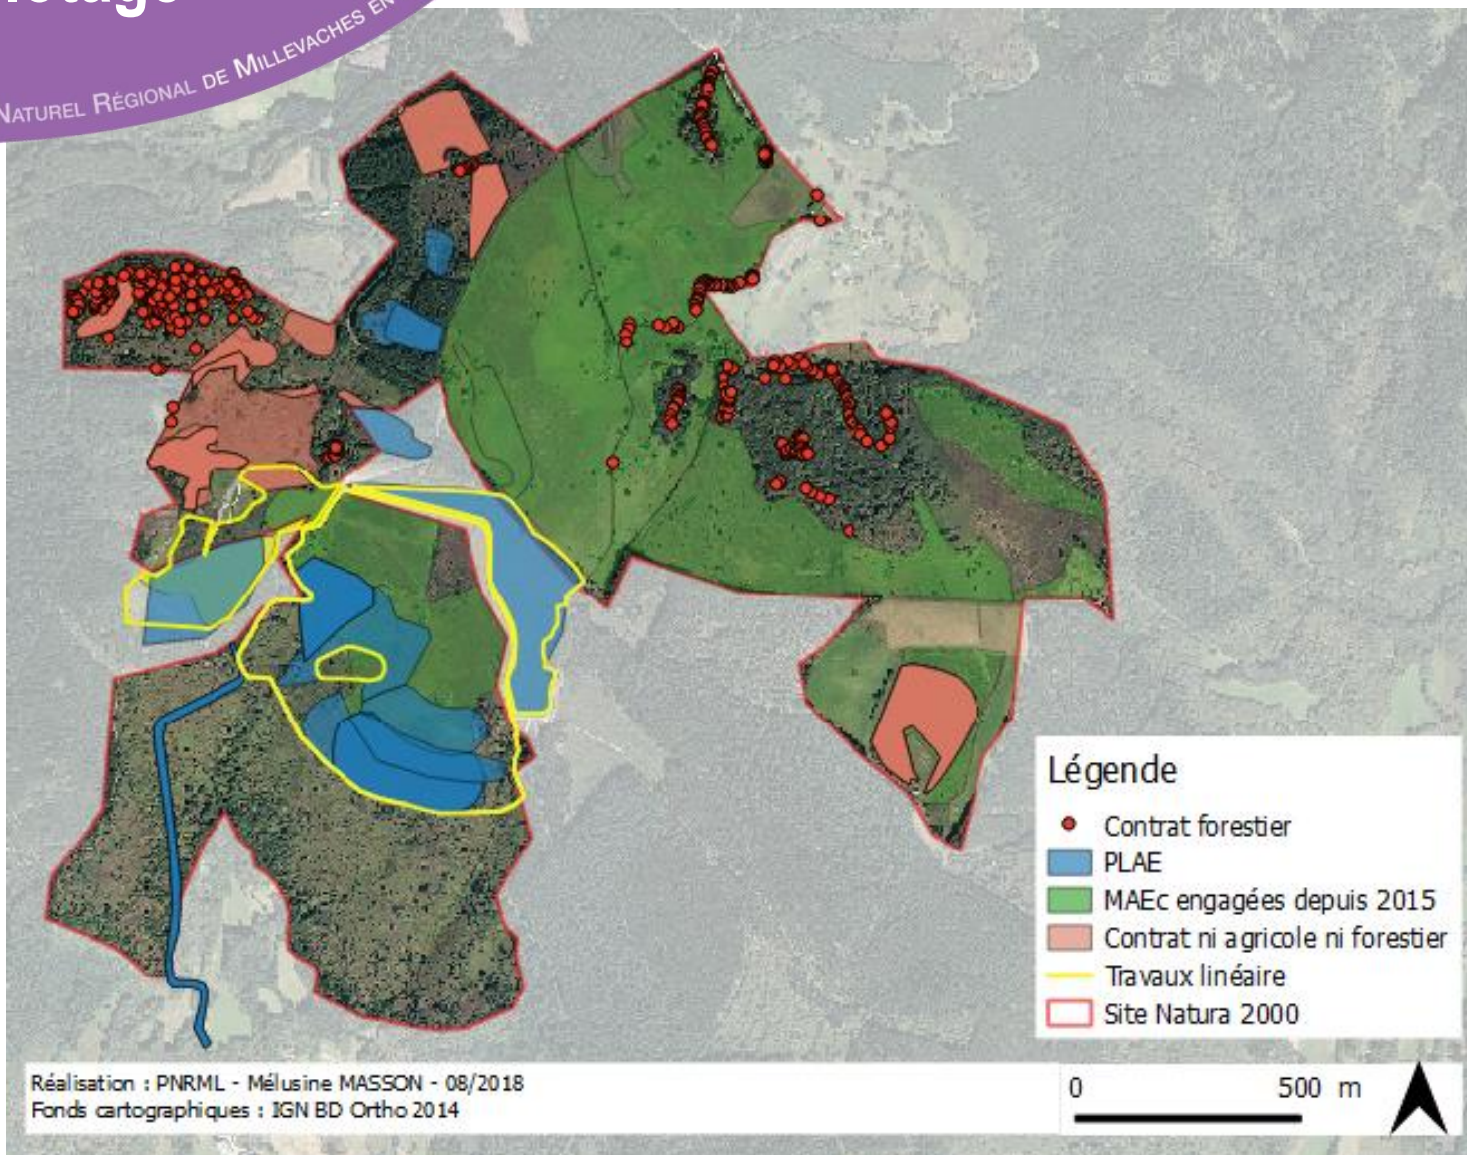 NATUREL RÉGIONAL DE MILLEVACHES EN
Légende
Contrat forestier
PLAE
MAEc engagées depuis 2015
Contrat ni agricole ni forestier
Travaux linéaire
Site Natura 2000
Réalisation : PNRML - Mélusine MASSON - 08/2018
Fonds cartographiques : IGN BD Ortho 2014
0 500 m